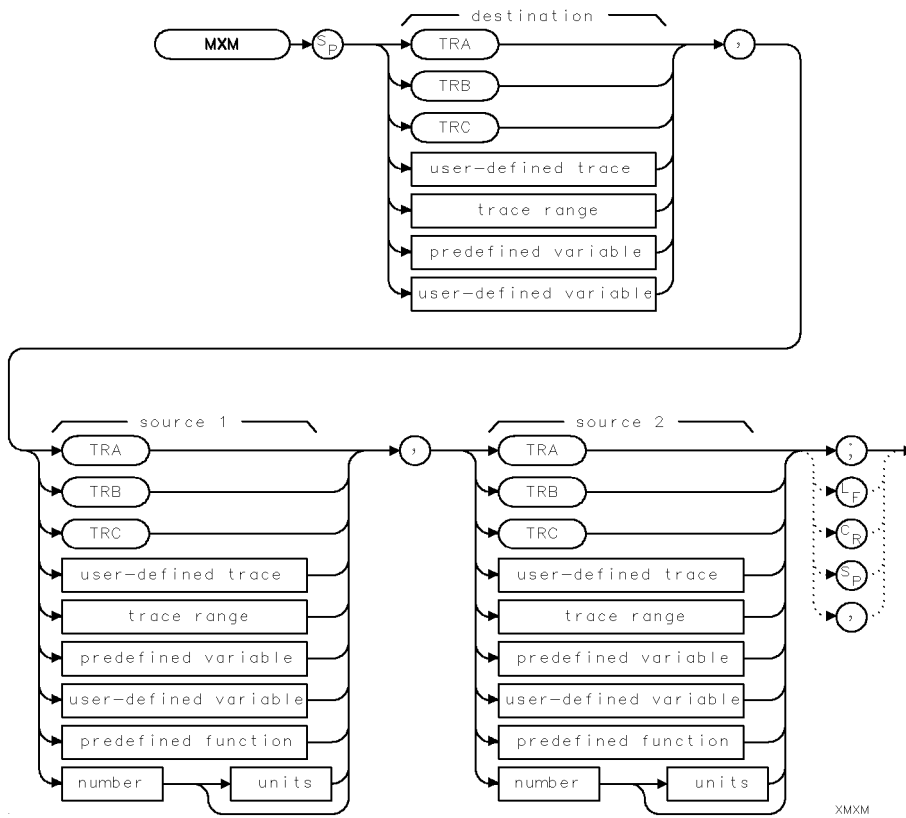 destination
MXM SP TRA ,
TRB
TRC
user-defined trace
trace range
predefined variable
user-defined variable
source 1 source 2
TRA , TRA ;
TRB TRB LF
TRC TRC CR
user-defined trace user-defined trace SP
trace range trace range ,
predefined variable predefined variable
user-defined variable user-defined variable
predefined function predefined function
number units number units
XMXM